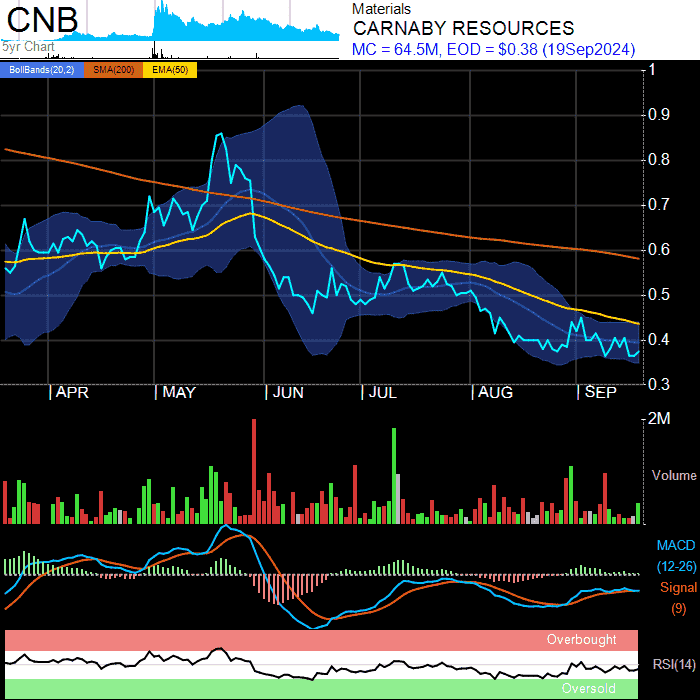 CNB
5yr Chart
Materials
CARNABY RESOURCES
MC = 64.5M, EOD = $0.38 (19Sep2024)
BollBands(20,2) SMA(200) EMA(50)
1
0.9
0.8
0.7
0.6
0.5
0.4
0.3
APR MAY JUN JUL AUG SEP
2M
Volume
MACD
(12-26)
Signal
(9)
Overbought
RSI(14)
Oversold